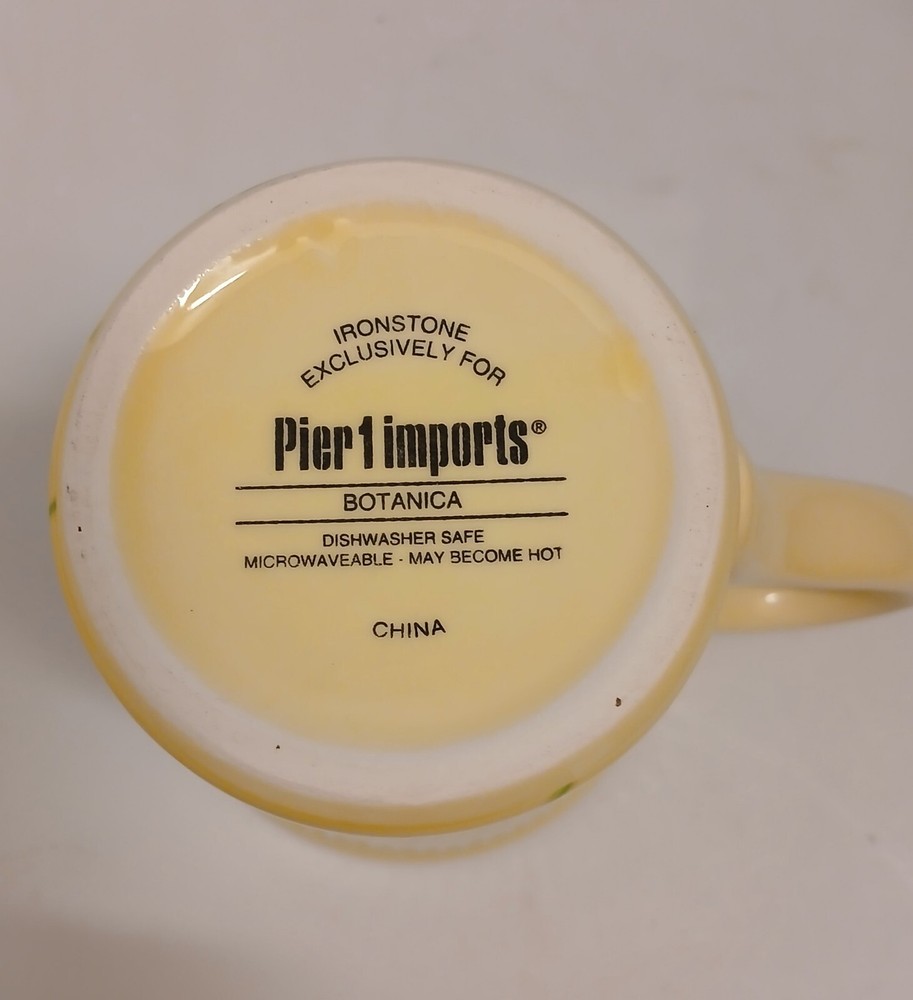 IRONSTONE
EXCLUSIVELY FOR
Pier 1 imports®
BOTANICA
DISHWASHER SAFE
MICROWAVEABLE - MAY BECOME HOT
CHINA